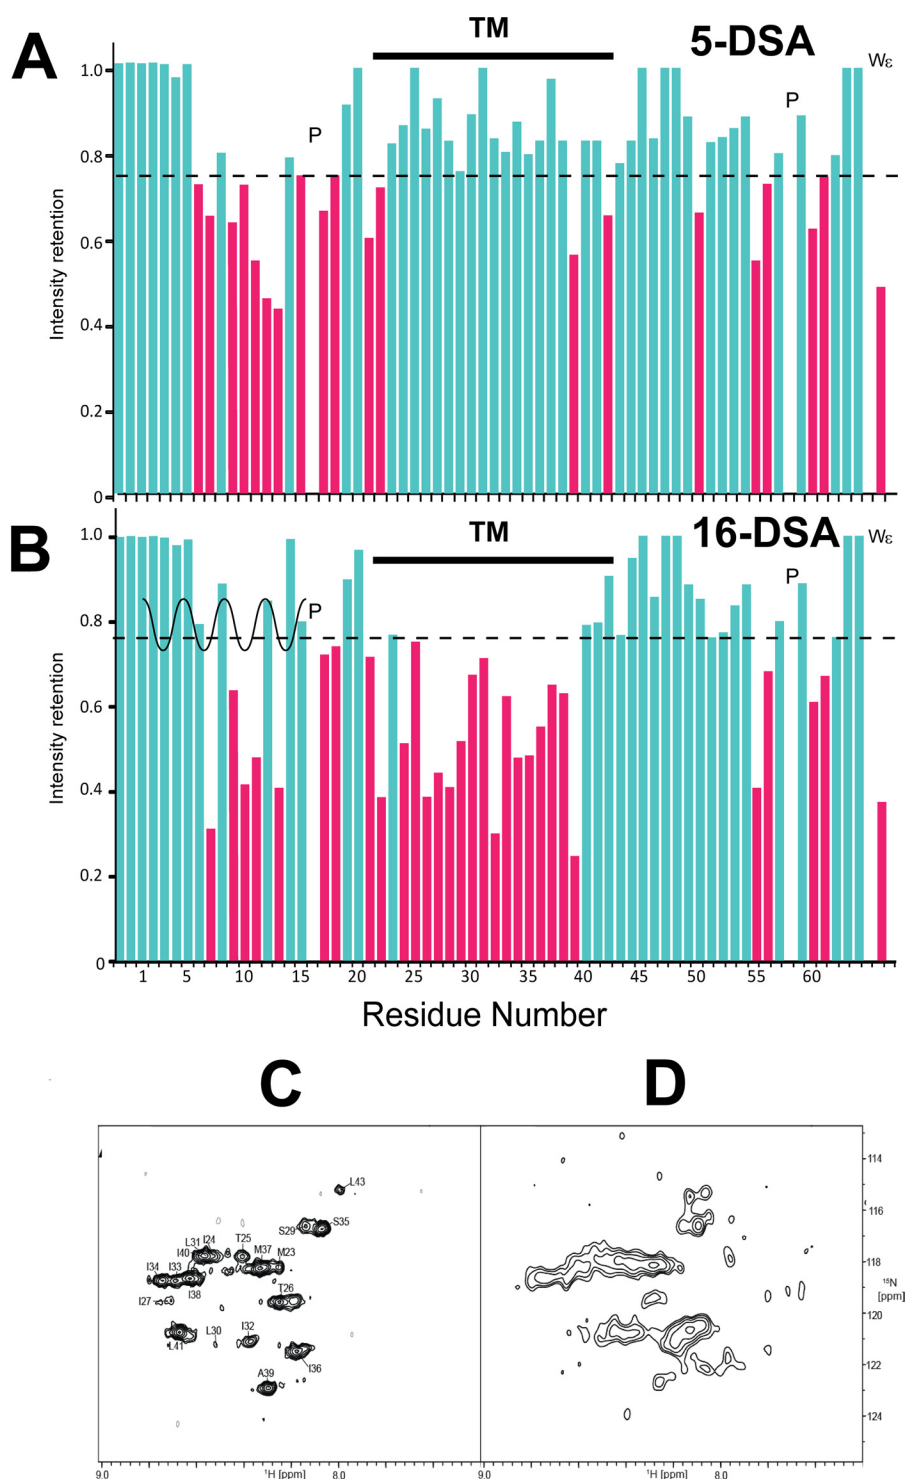 A
TM
5-DSA
Wε
P
P
Intensity retention
1.0
0.8
0.6
0.4
0.2
0
B
TM
16-DSA
Wε
P
P
Intensity retention
1.0
0.8
0.6
0.4
0.2
0
1 5 10 15 20 25 30 35 40 45 50 55 60
Residue Number
C
D
L43
S29
S35
L31
I24
T25
I40
M37
M23
I34
I33
I38
I27
T26
L30
I32
L41
I36
A39
114
116
118
15N
[ppm]
120
122
124
9.0
1H [ppm]
8.0
9.0
1H [ppm]
8.0